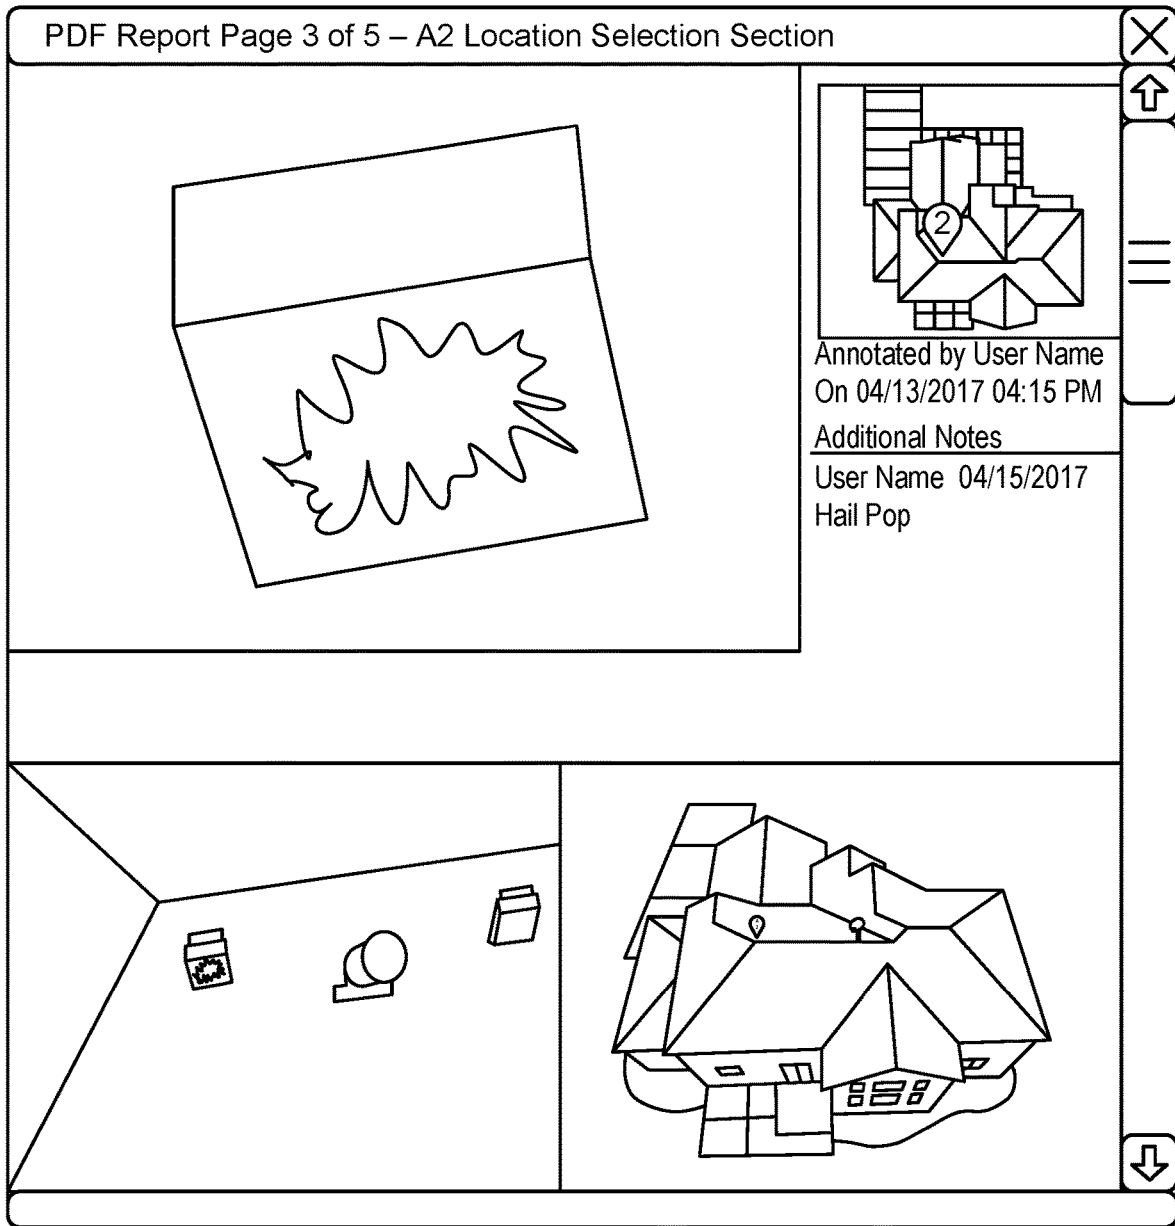 PDF Report Page 3 of 5 – A2 Location Selection Section
2
Annotated by User Name
On 04/13/2017 04:15 PM
Additional Notes
User Name 04/15/2017
Hail Pop